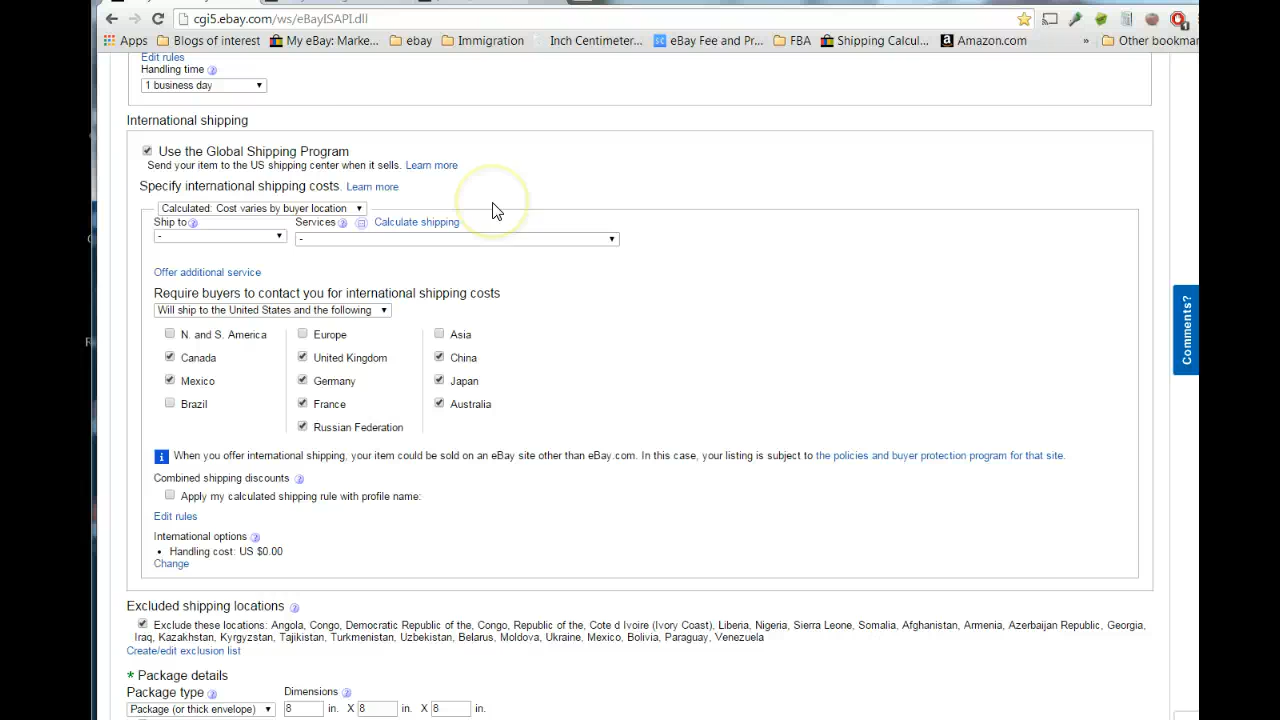 cgi5.ebay.com/ws/eBayISAPI.dll
Apps Blogs of interest My eBay: Marke... ebay Immigration Inch Centimeter... eBay Fee and Pr... FBA Shipping Calcul... Amazon.com » Other bookmar
Edit rules
Handling time
1 business day
International shipping
Use the Global Shipping Program
Send your item to the US shipping center when it sells. Learn more
Specify international shipping costs. Learn more
Calculated: Cost varies by buyer location
Ship to Services Calculate shipping
- -
Offer additional service
Require buyers to contact you for international shipping costs
Will ship to the United States and the following
N. and S. America Europe Asia
Canada United Kingdom China
Mexico Germany Japan
Brazil France Australia
Russian Federation
When you offer international shipping, your item could be sold on an eBay site other than eBay.com. In this case, your listing is subject to the policies and buyer protection program for that site.
Combined shipping discounts
Apply my calculated shipping rule with profile name:
Edit rules
International options
• Handling cost: US $0.00
Change
Excluded shipping locations
Exclude these locations: Angola, Congo, Democratic Republic of the, Congo, Republic of the, Cote d Ivoire (Ivory Coast), Liberia, Nigeria, Sierra Leone, Somalia, Afghanistan, Armenia, Azerbaijan Republic, Georgia,
Iraq, Kazakhstan, Kyrgyzstan, Tajikistan, Turkmenistan, Uzbekistan, Belarus, Moldova, Ukraine, Mexico, Bolivia, Paraguay, Venezuela
Create/edit exclusion list
* Package details
Package type Dimensions
Package (or thick envelope) 8 in. X 8 in. X 8 in.
Comments?